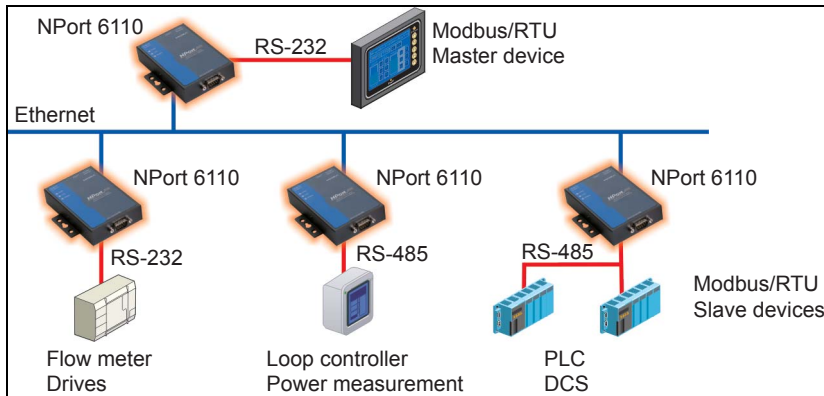 NPort 6110
RS-232
Modbus/RTU
Master device
Ethernet
NPort 6110
NPort 6110
NPort 6110
RS-232
RS-485
RS-485
Modbus/RTU
Slave devices
Flow meter
Drives
Loop controller
Power measurement
PLC
DCS